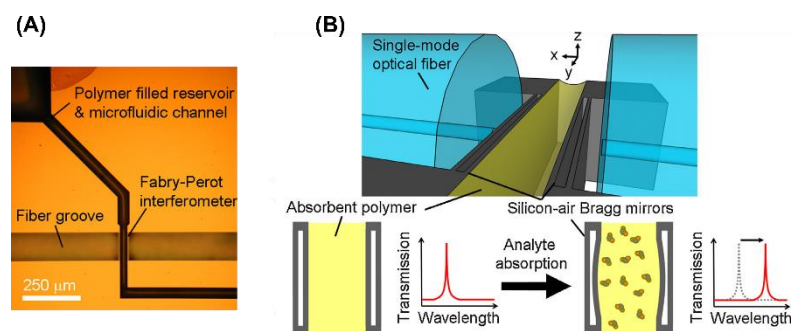 (A)
Polymer filled reservoir
& microfluidic channel
Fabry-Perot
interferometer
Fiber groove
250 μm
(B)
Single-mode
optical fiber
z
x
y
Absorbent polymer
Silicon-air Bragg mirrors
Transmission
Wavelength
Analyte
absorption
Transmission
Wavelength